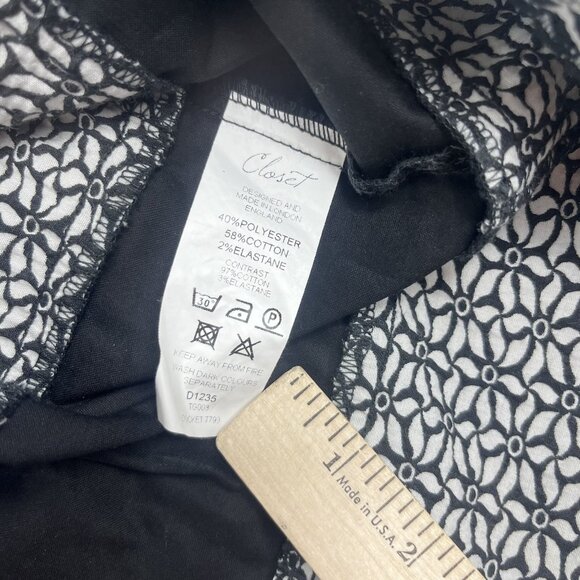 Closet
DESIGNED AND
MADE IN LONDON
ENGLAND
40%POLYESTER
58%COTTON
2%ELASTANE
CONTRAST
97%COTTON
3%ELASTANE
30°
P
KEEP AWAY FROM FIRE
WASH DARK COLOURS
SEPARATELY
D1235
1
Made in U.S.A.
2